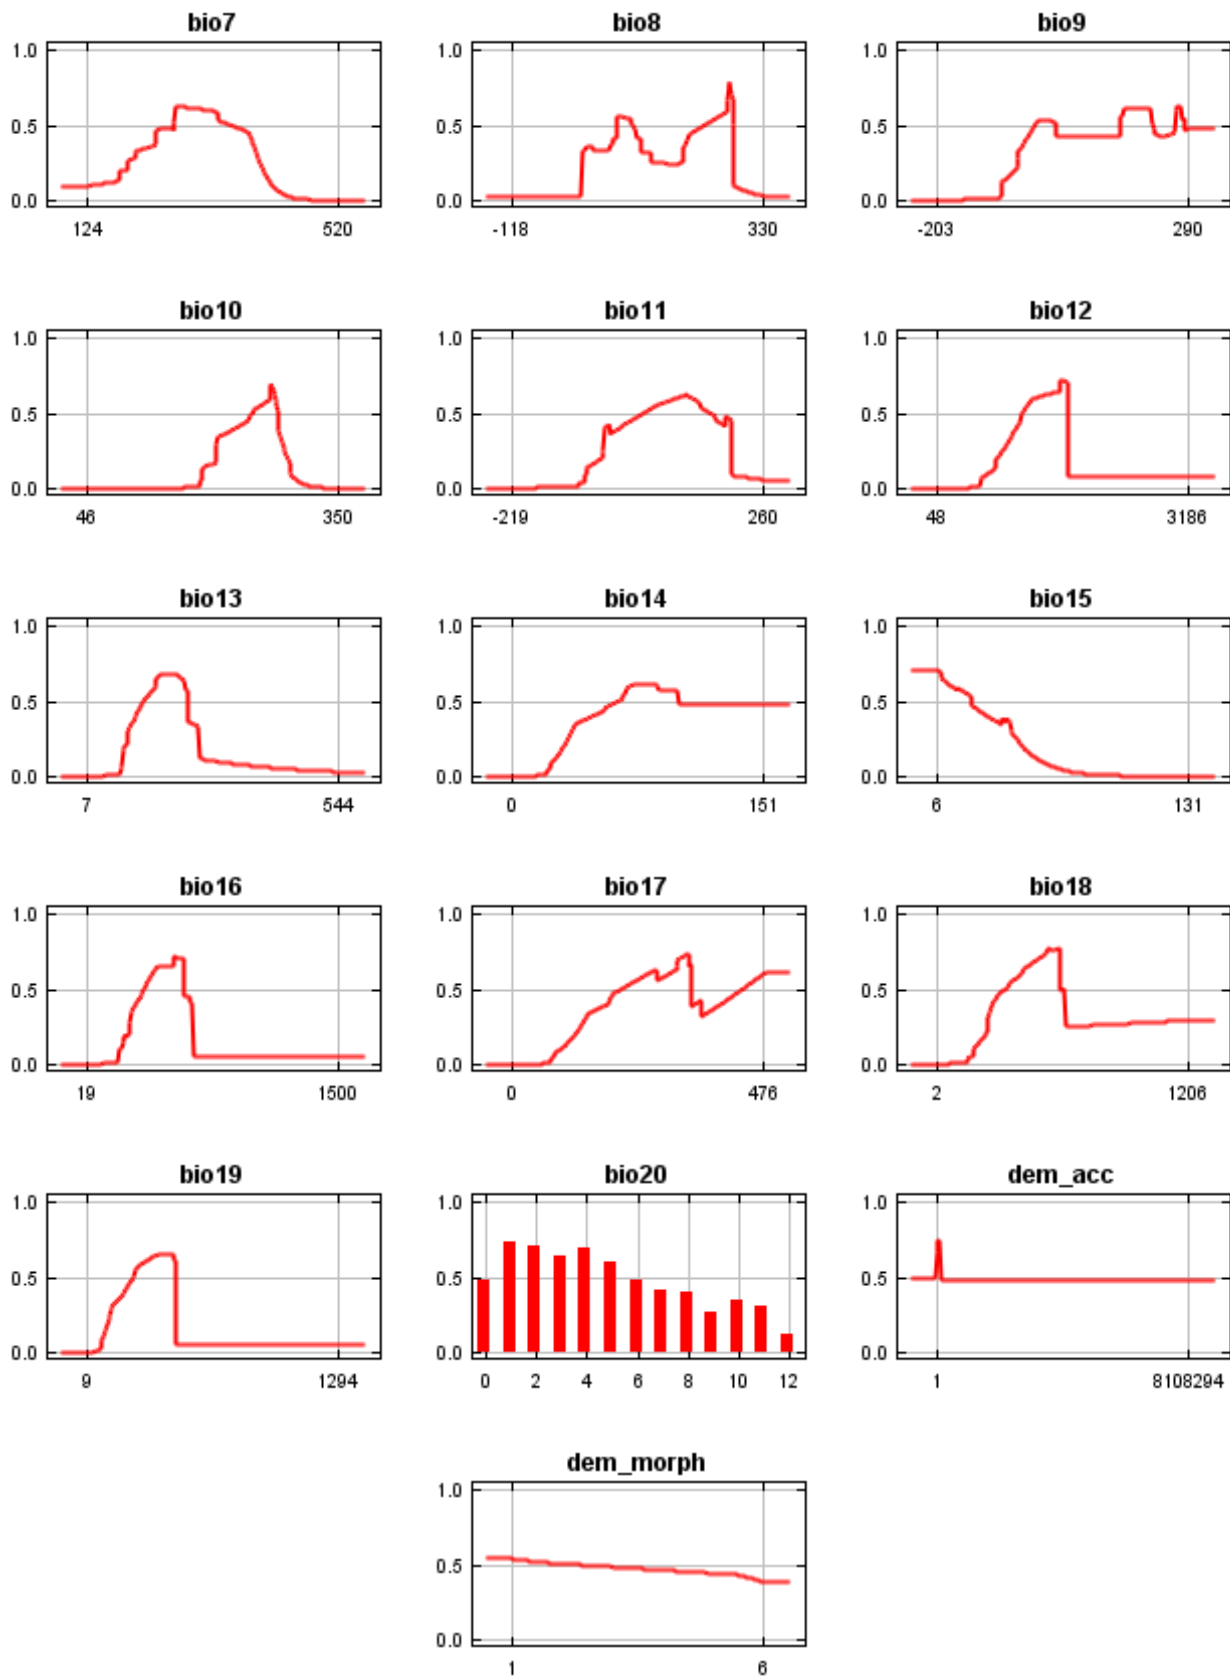 bio7 bio8 bio9
1.0 1.0 1.0
0.5 0.5 0.5
0.0 0.0 0.0
124 520 -118 330 -203 290
bio10 bio11 bio12
1.0 1.0 1.0
0.5 0.5 0.5
0.0 0.0 0.0
46 350 -219 260 48 3186
bio13 bio14 bio15
1.0 1.0 1.0
0.5 0.5 0.5
0.0 0.0 0.0
7 544 0 151 6 131
bio16 bio17 bio18
1.0 1.0 1.0
0.5 0.5 0.5
0.0 0.0 0.0
19 1500 0 476 2 1206
bio19 bio20 dem_acc
1.0 1.0 1.0
0.5 0.5 0.5
0.0 0.0 0.0
9 1294 0 2 4 6 8 10 12 1 8108294
dem_morph
1.0
0.5
0.0
1 6